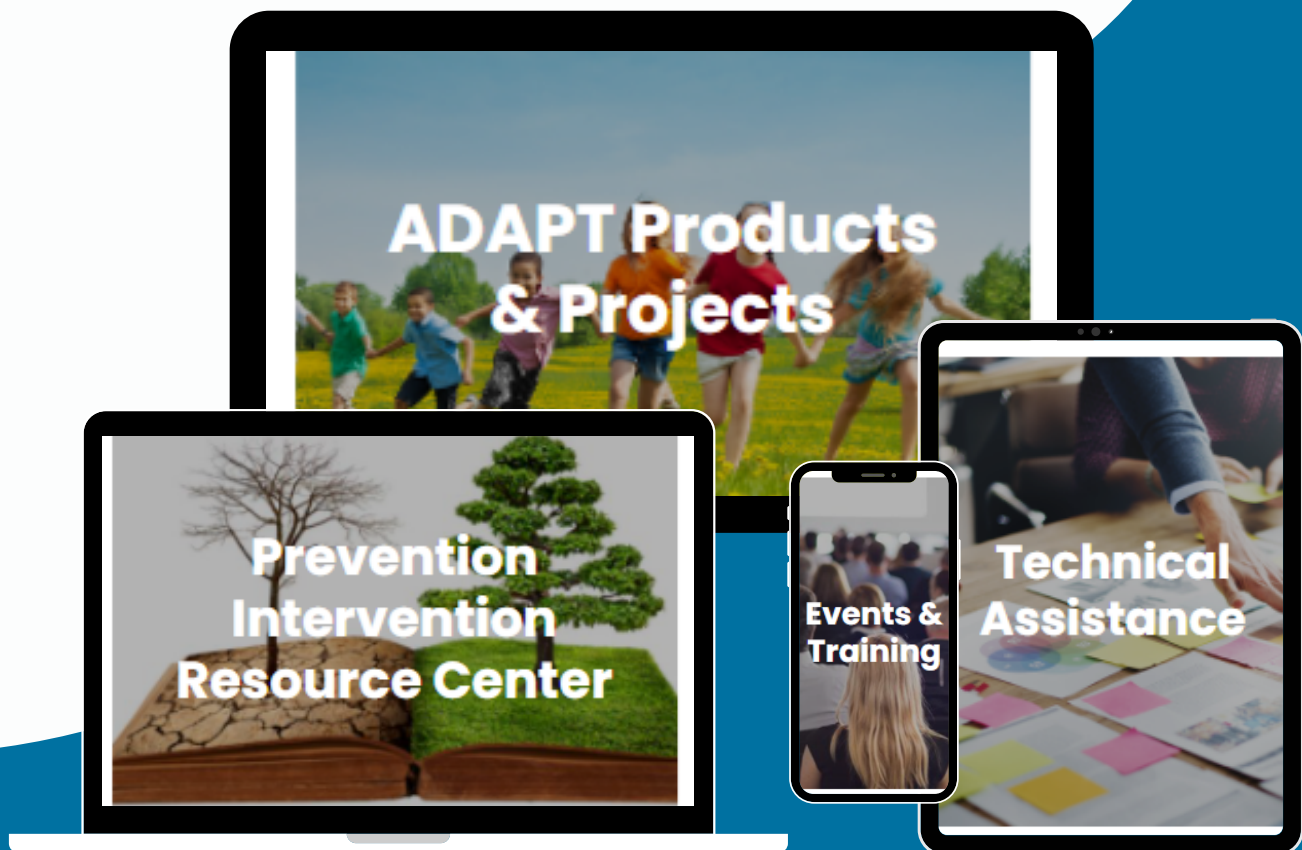 ADAPT Products
& Projects
Prevention
Intervention
Resource Center
Events &
Training
Technical
Assistance